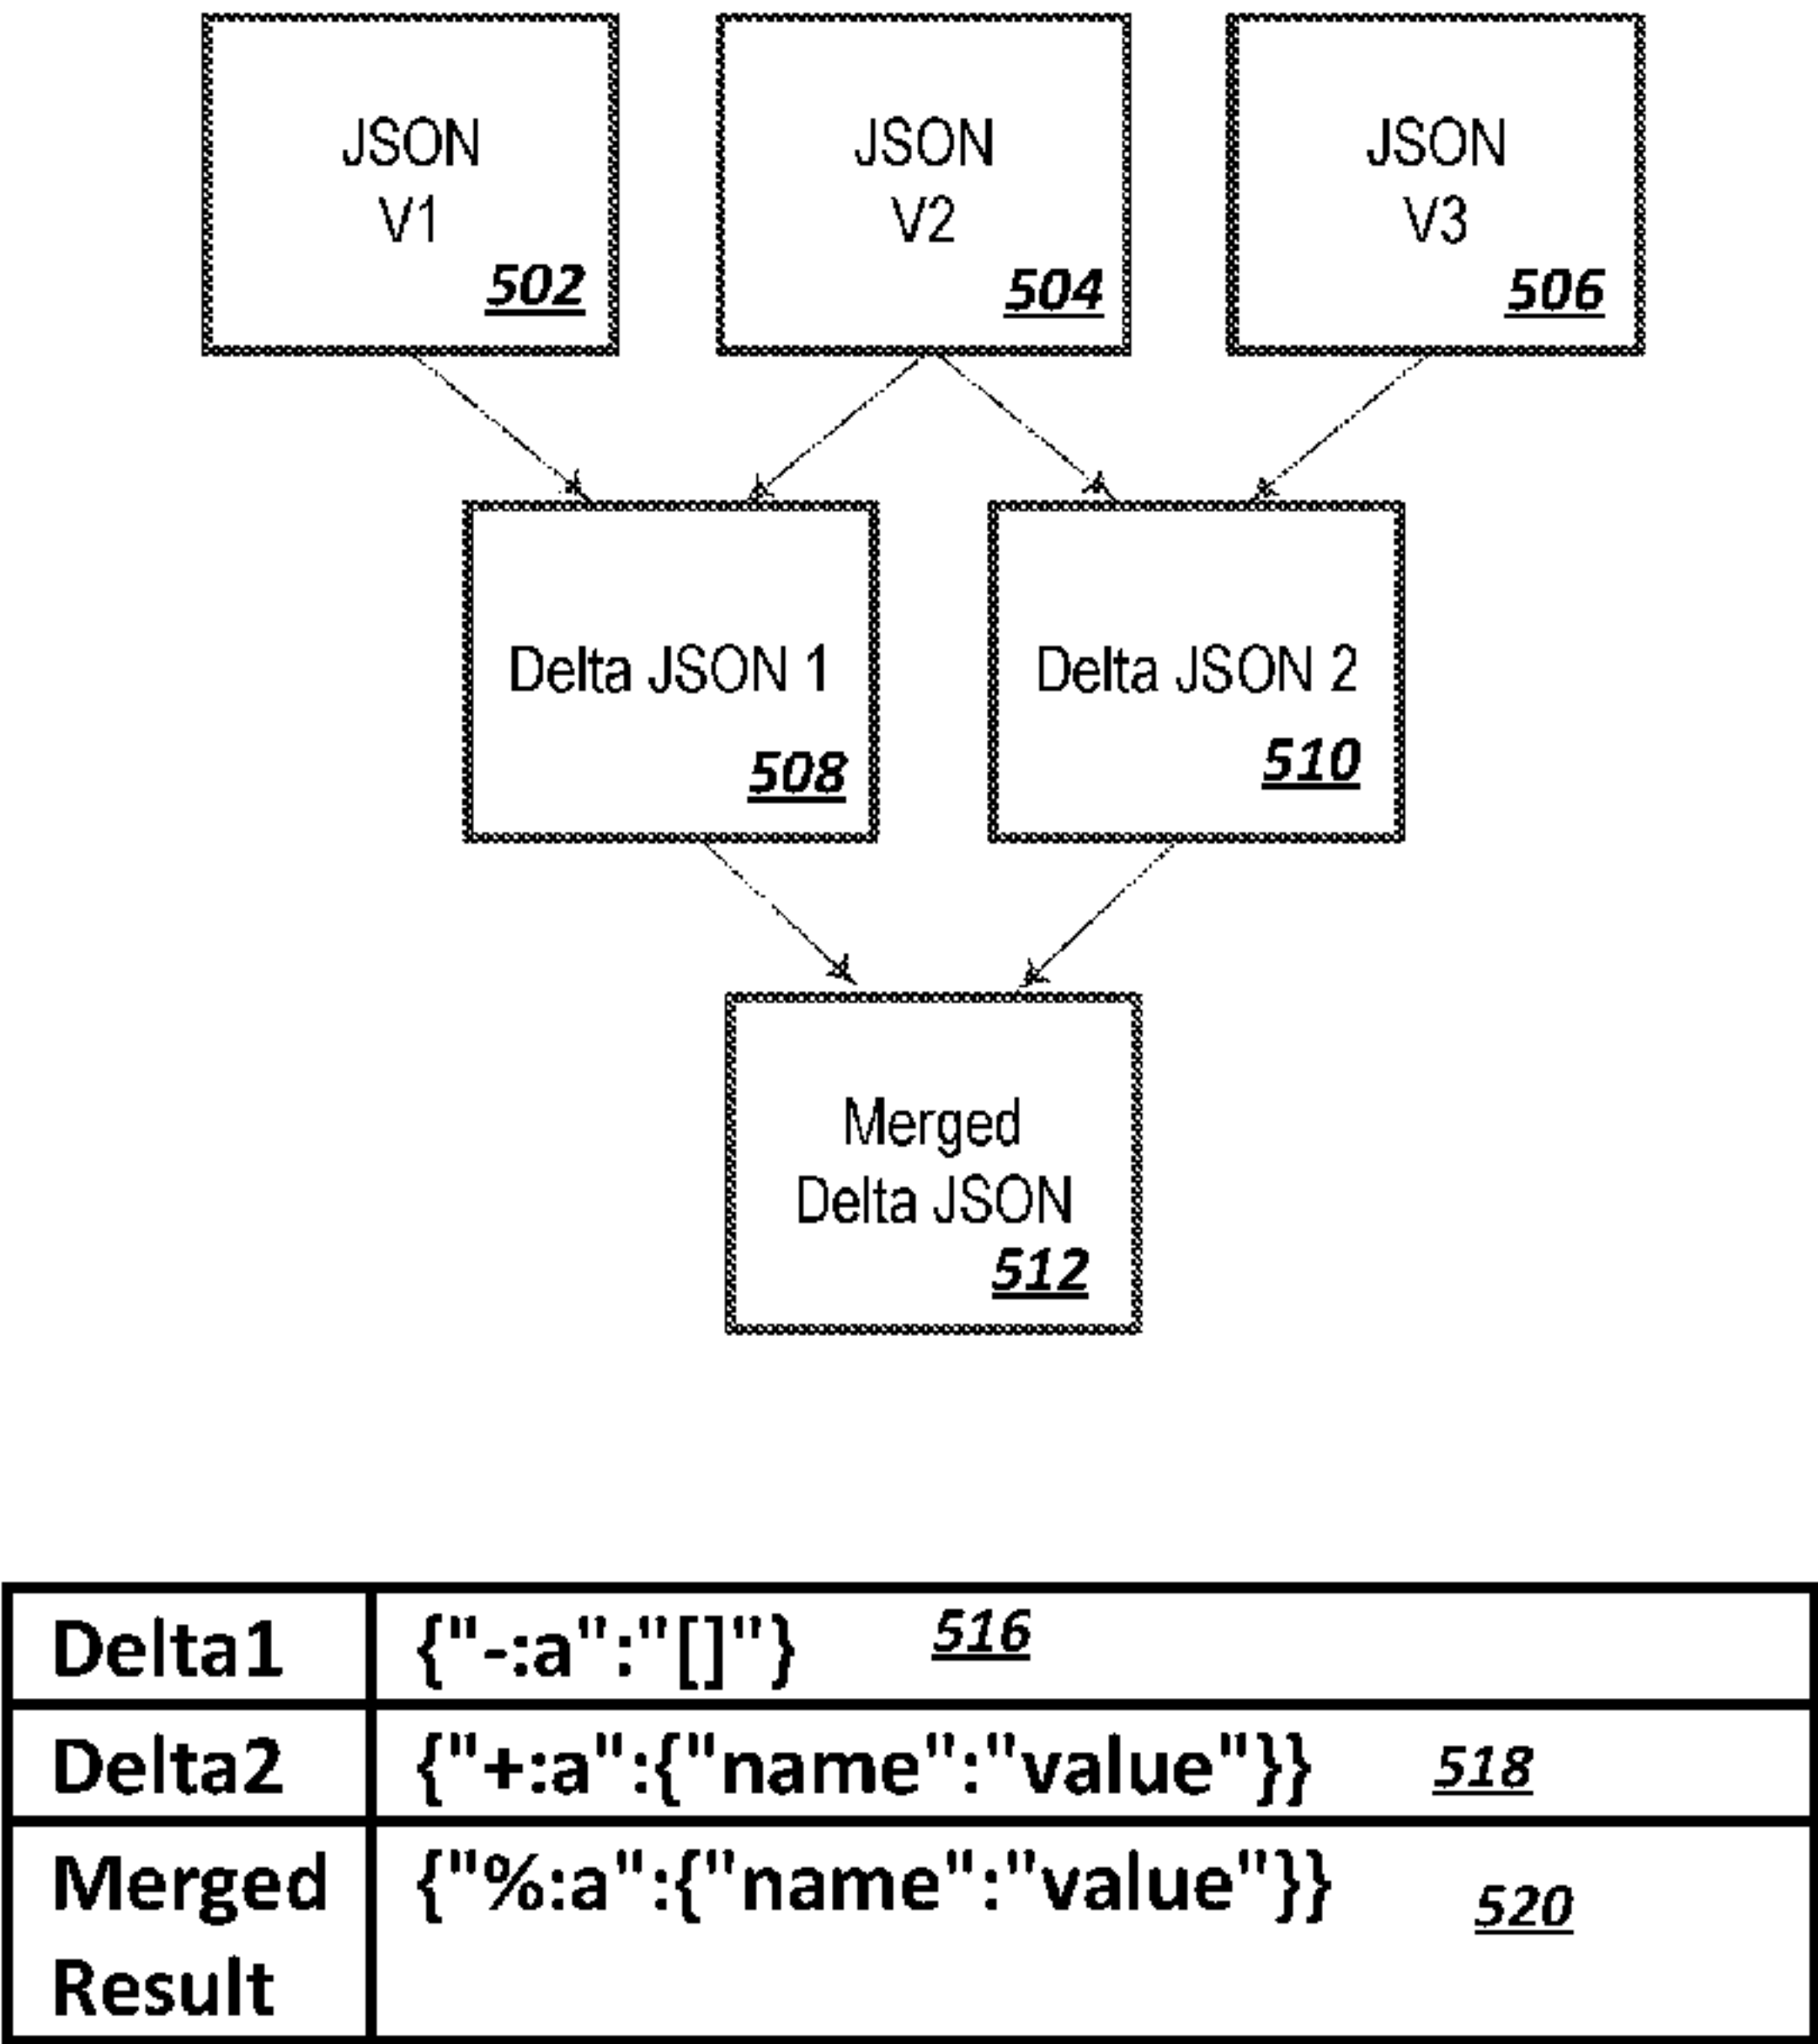 JSON
V1
502
JSON
V2
504
JSON
V3
506
Delta JSON 1
508
Delta JSON 2
510
Merged
Delta JSON
512
Delta1 {"-:a":"[]"} 516
Delta2 {"+:a":{"name":"value"}} 518
Merged {"%:a":{"name":"value"}} 520
Result